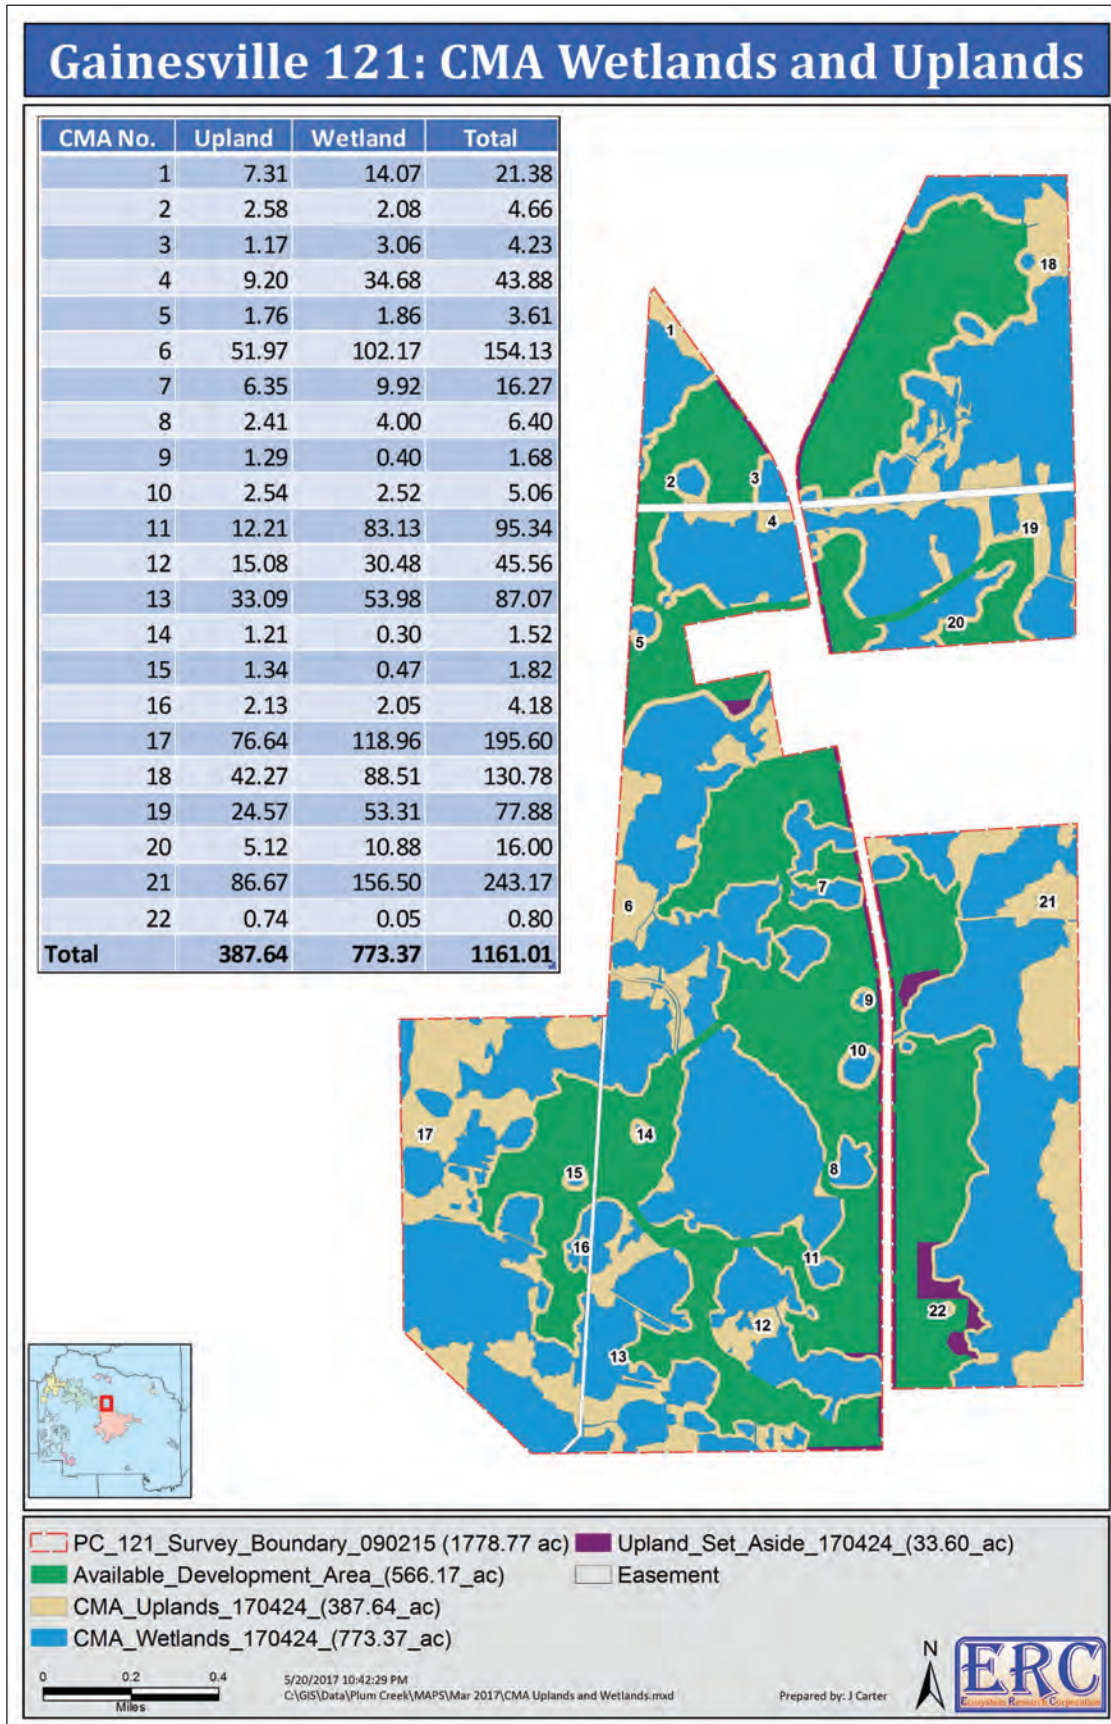 Gainesville 121: CMA Wetlands and Uplands
CMA No. Upland Wetland Total
1 7.31 14.07 21.38
2 2.58 2.08 4.66
3 1.17 3.06 4.23
4 9.20 34.68 43.88
5 1.76 1.86 3.61
6 51.97 102.17 154.13
7 6.35 9.92 16.27
8 2.41 4.00 6.40
9 1.29 0.40 1.68
10 2.54 2.52 5.06
11 12.21 83.13 95.34
12 15.08 30.48 45.56
13 33.09 53.98 87.07
14 1.21 0.30 1.52
15 1.34 0.47 1.82
16 2.13 2.05 4.18
17 76.64 118.96 195.60
18 42.27 88.51 130.78
19 24.57 53.31 77.88
20 5.12 10.88 16.00
21 86.67 156.50 243.17
22 0.74 0.05 0.80
Total 387.64 773.37 1161.01
18
1
2
3
4
19
20
5
7
6
21
9
10
17
14
8
15
16
11
22
12
13
PC_121_Survey_Boundary_090215 (1778.77 ac)
Upland_Set_Aside_170424_(33.60_ac)
Available_Development_Area_(566.17_ac)
Easement
CMA_Uplands_170424_(387.64_ac)
CMA_Wetlands_170424_(773.37_ac)
0 0.2 0.4
Miles
5/20/2017 10:42:29 PM
C:\GIS\Data\Plum Creek\MAPS\Mar 2017\CMA Uplands and Wetlands.mxd
Prepared by: J Carter
N
ERC
Ecosystem Research Corporation